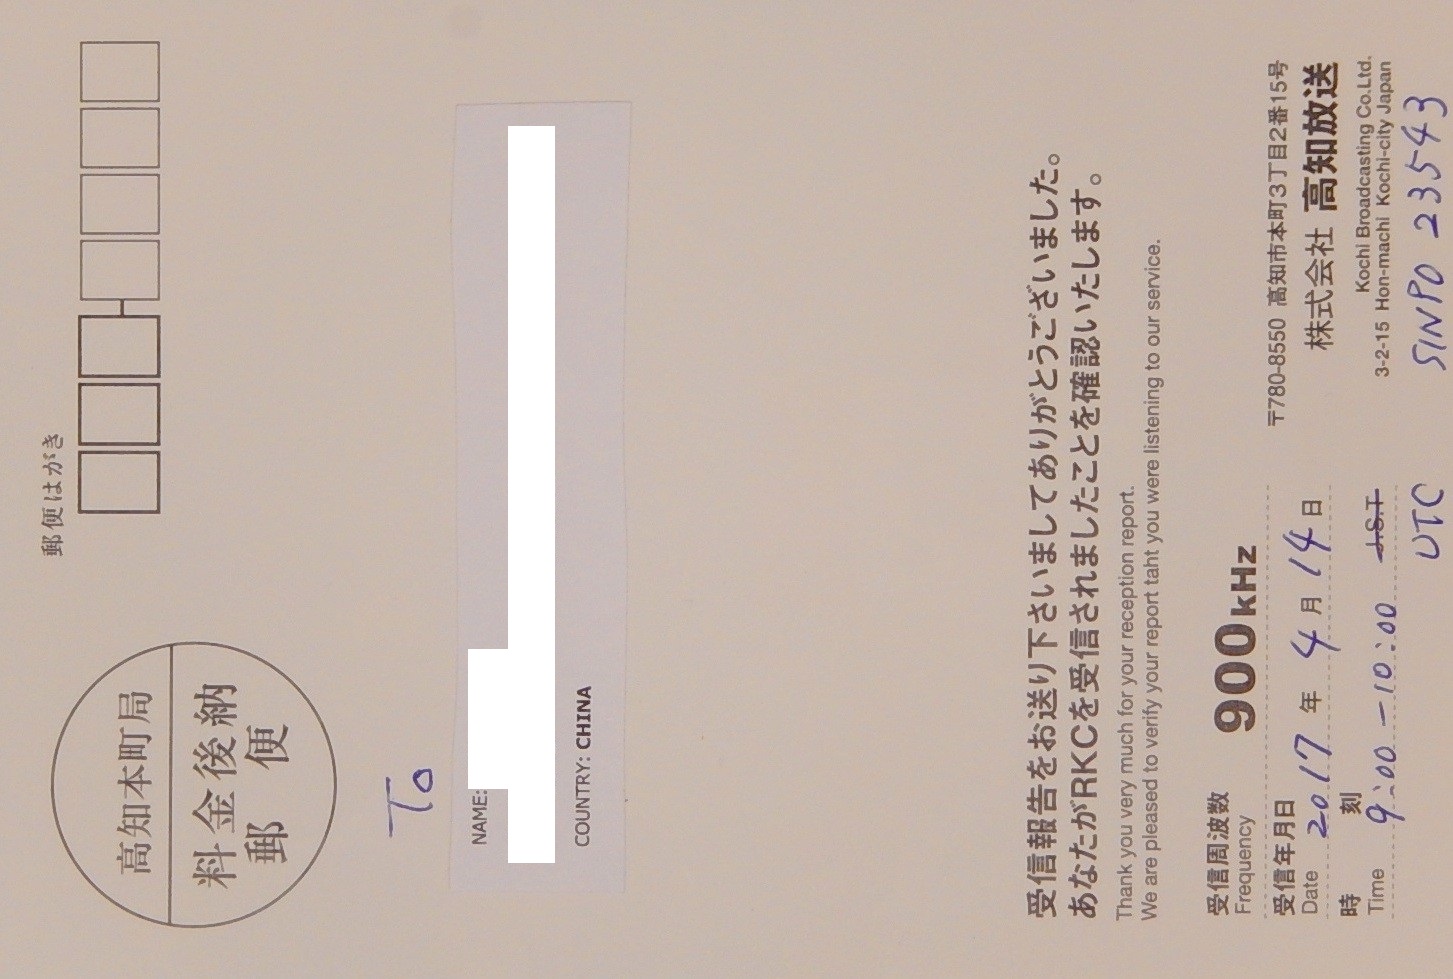 郵便はがき
高知本町局
料金後納
郵便
To
NAME:
COUNTRY: CHINA
受信報告をお送り下さいましてありがとうございました。
あなたがRKCを受信されましたことを確認いたします。
Thank you very much for your reception report.
We are pleased to verify your report taht you were listening to our service.
受信周波数
Frequency
900kHz
受信年月日
Date 2017 年 4 月 14 日
時刻
Time 9:00 - 10:00 J.S.T
UTC
〒780-8550 高知市本町3丁目2番15号
株式会社 高知放送
Kochi Broadcasting Co.Ltd.
3-2-15 Hon-machi Kochi-city Japan
SINPO 23543